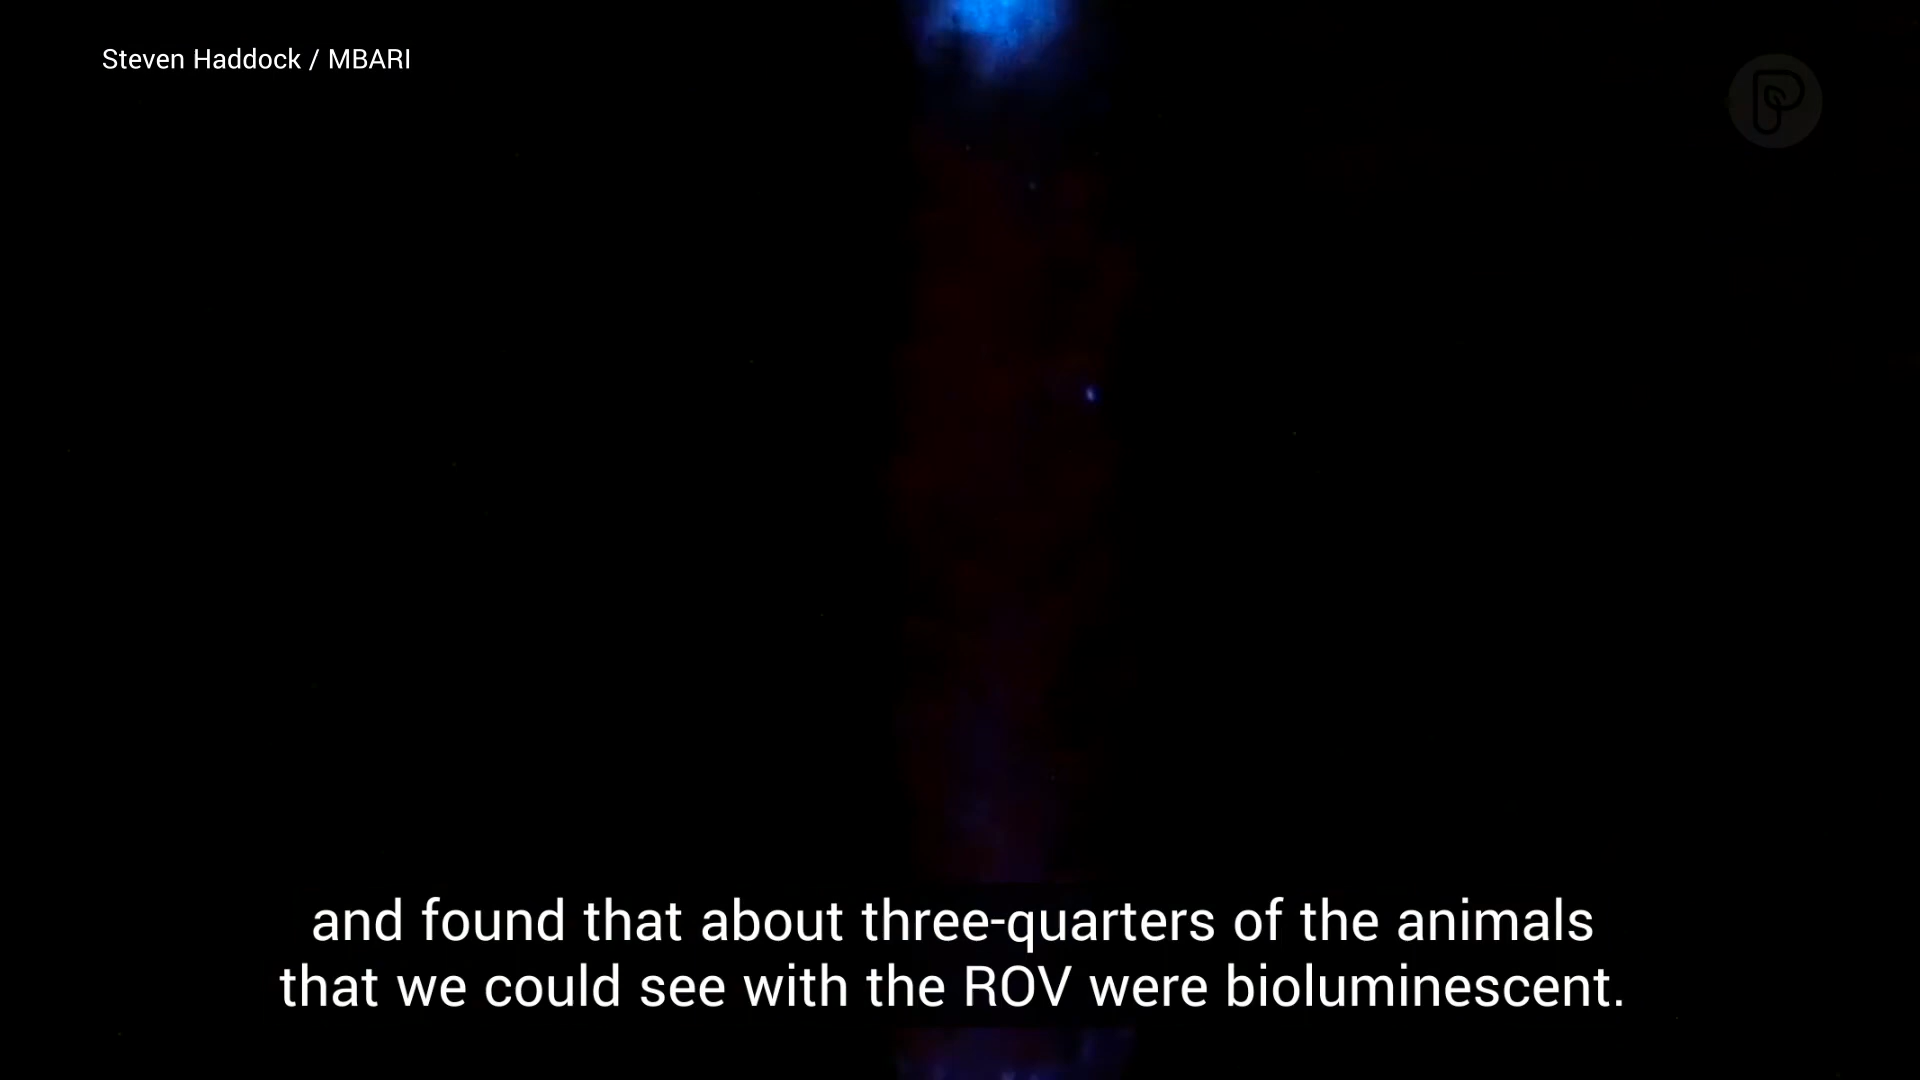 Steven Haddock / MBARI
and found that about three-quarters of the animals
that we could see with the ROV were bioluminescent.